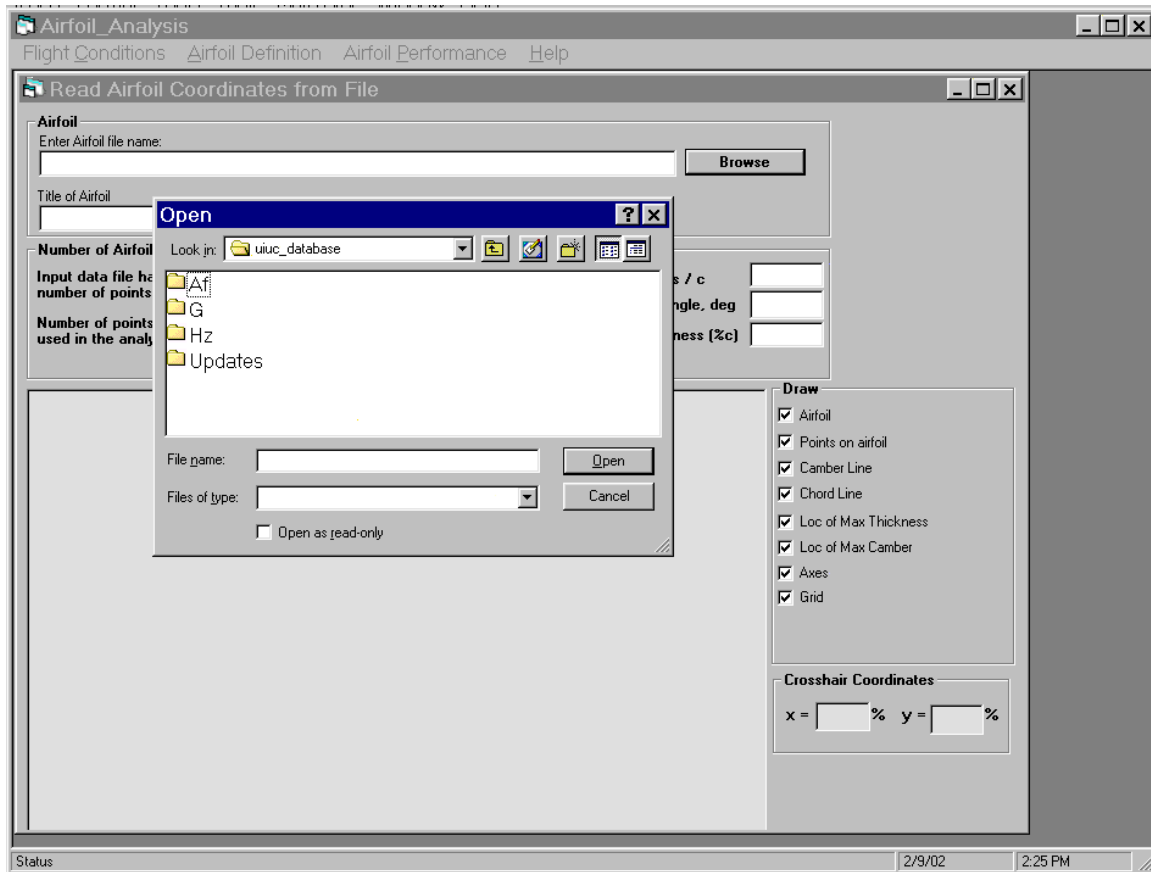 Airfoil_Analysis
Flight Conditions Airfoil Definition Airfoil Performance Help
Read Airfoil Coordinates from File
Airfoil
Enter Airfoil file name:
Browse
Title of Airfoil
Open
Look in: uiuc_database
Af
G
Hz
Updates
File name:
Open
Files of type:
Cancel
Open as read-only
Number of Airfoil
Input data file ha
number of points
Number of points
used in the analy
s / c
ngle, deg
ness (%c)
Draw
Airfoil
Points on airfoil
Camber Line
Chord Line
Loc of Max Thickness
Loc of Max Camber
Axes
Grid
Crosshair Coordinates
x = % y = %
Status 2/9/02 2:25 PM